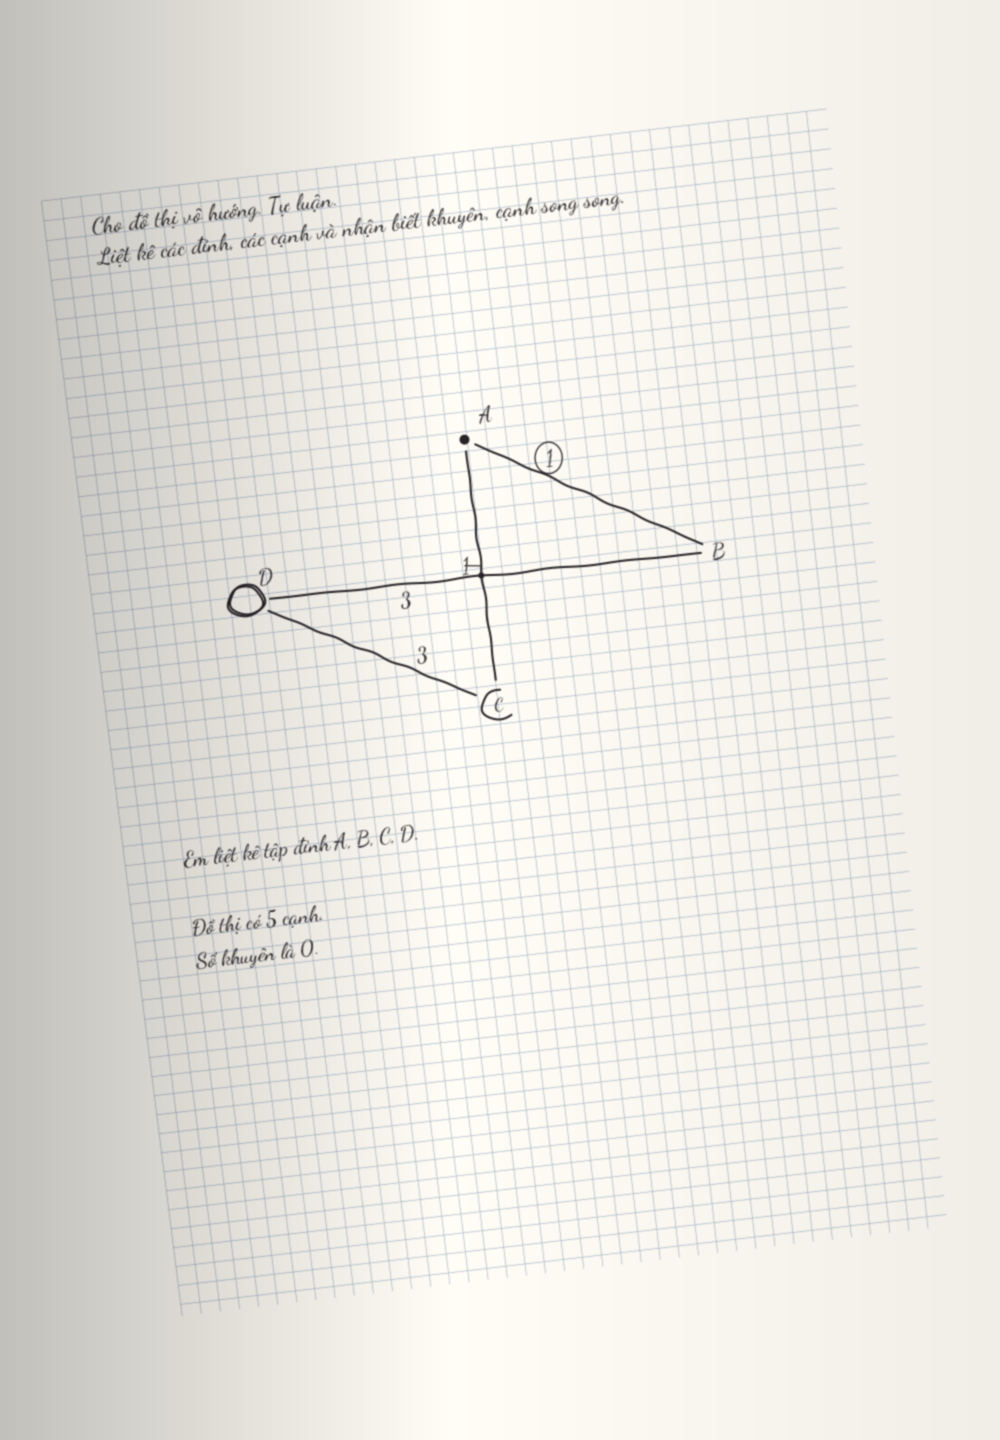 Cho đồ thị vô hướng. Tự luận.
Liệt kê các đỉnh, các cạnh và nhận biết khuyên, cạnh song song.
A
1
B
1
D
3
3
C
Em liệt kê tập đỉnh A, B, C, D.
Đồ thị có 5 cạnh.
Số khuyên là 0.